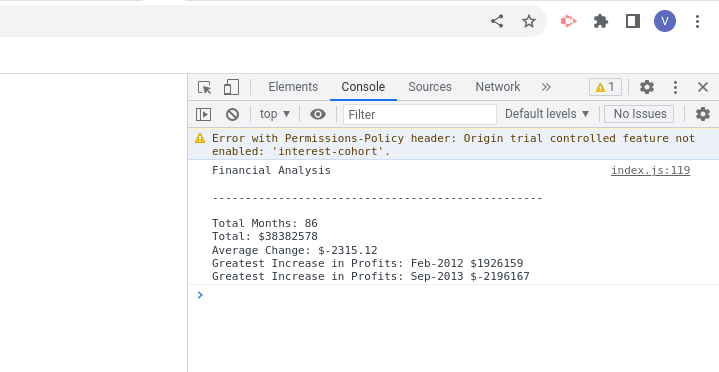 V
Elements Console Sources Network » 1
top ▼ Filter Default levels ▼ No Issues
Error with Permissions-Policy header: Origin trial controlled feature not
enabled: 'interest-cohort'.
Financial Analysis index.js:119
--------------------------------------------------
Total Months: 86
Total: $38382578
Average Change: $-2315.12
Greatest Increase in Profits: Feb-2012 $1926159
Greatest Increase in Profits: Sep-2013 $-2196167